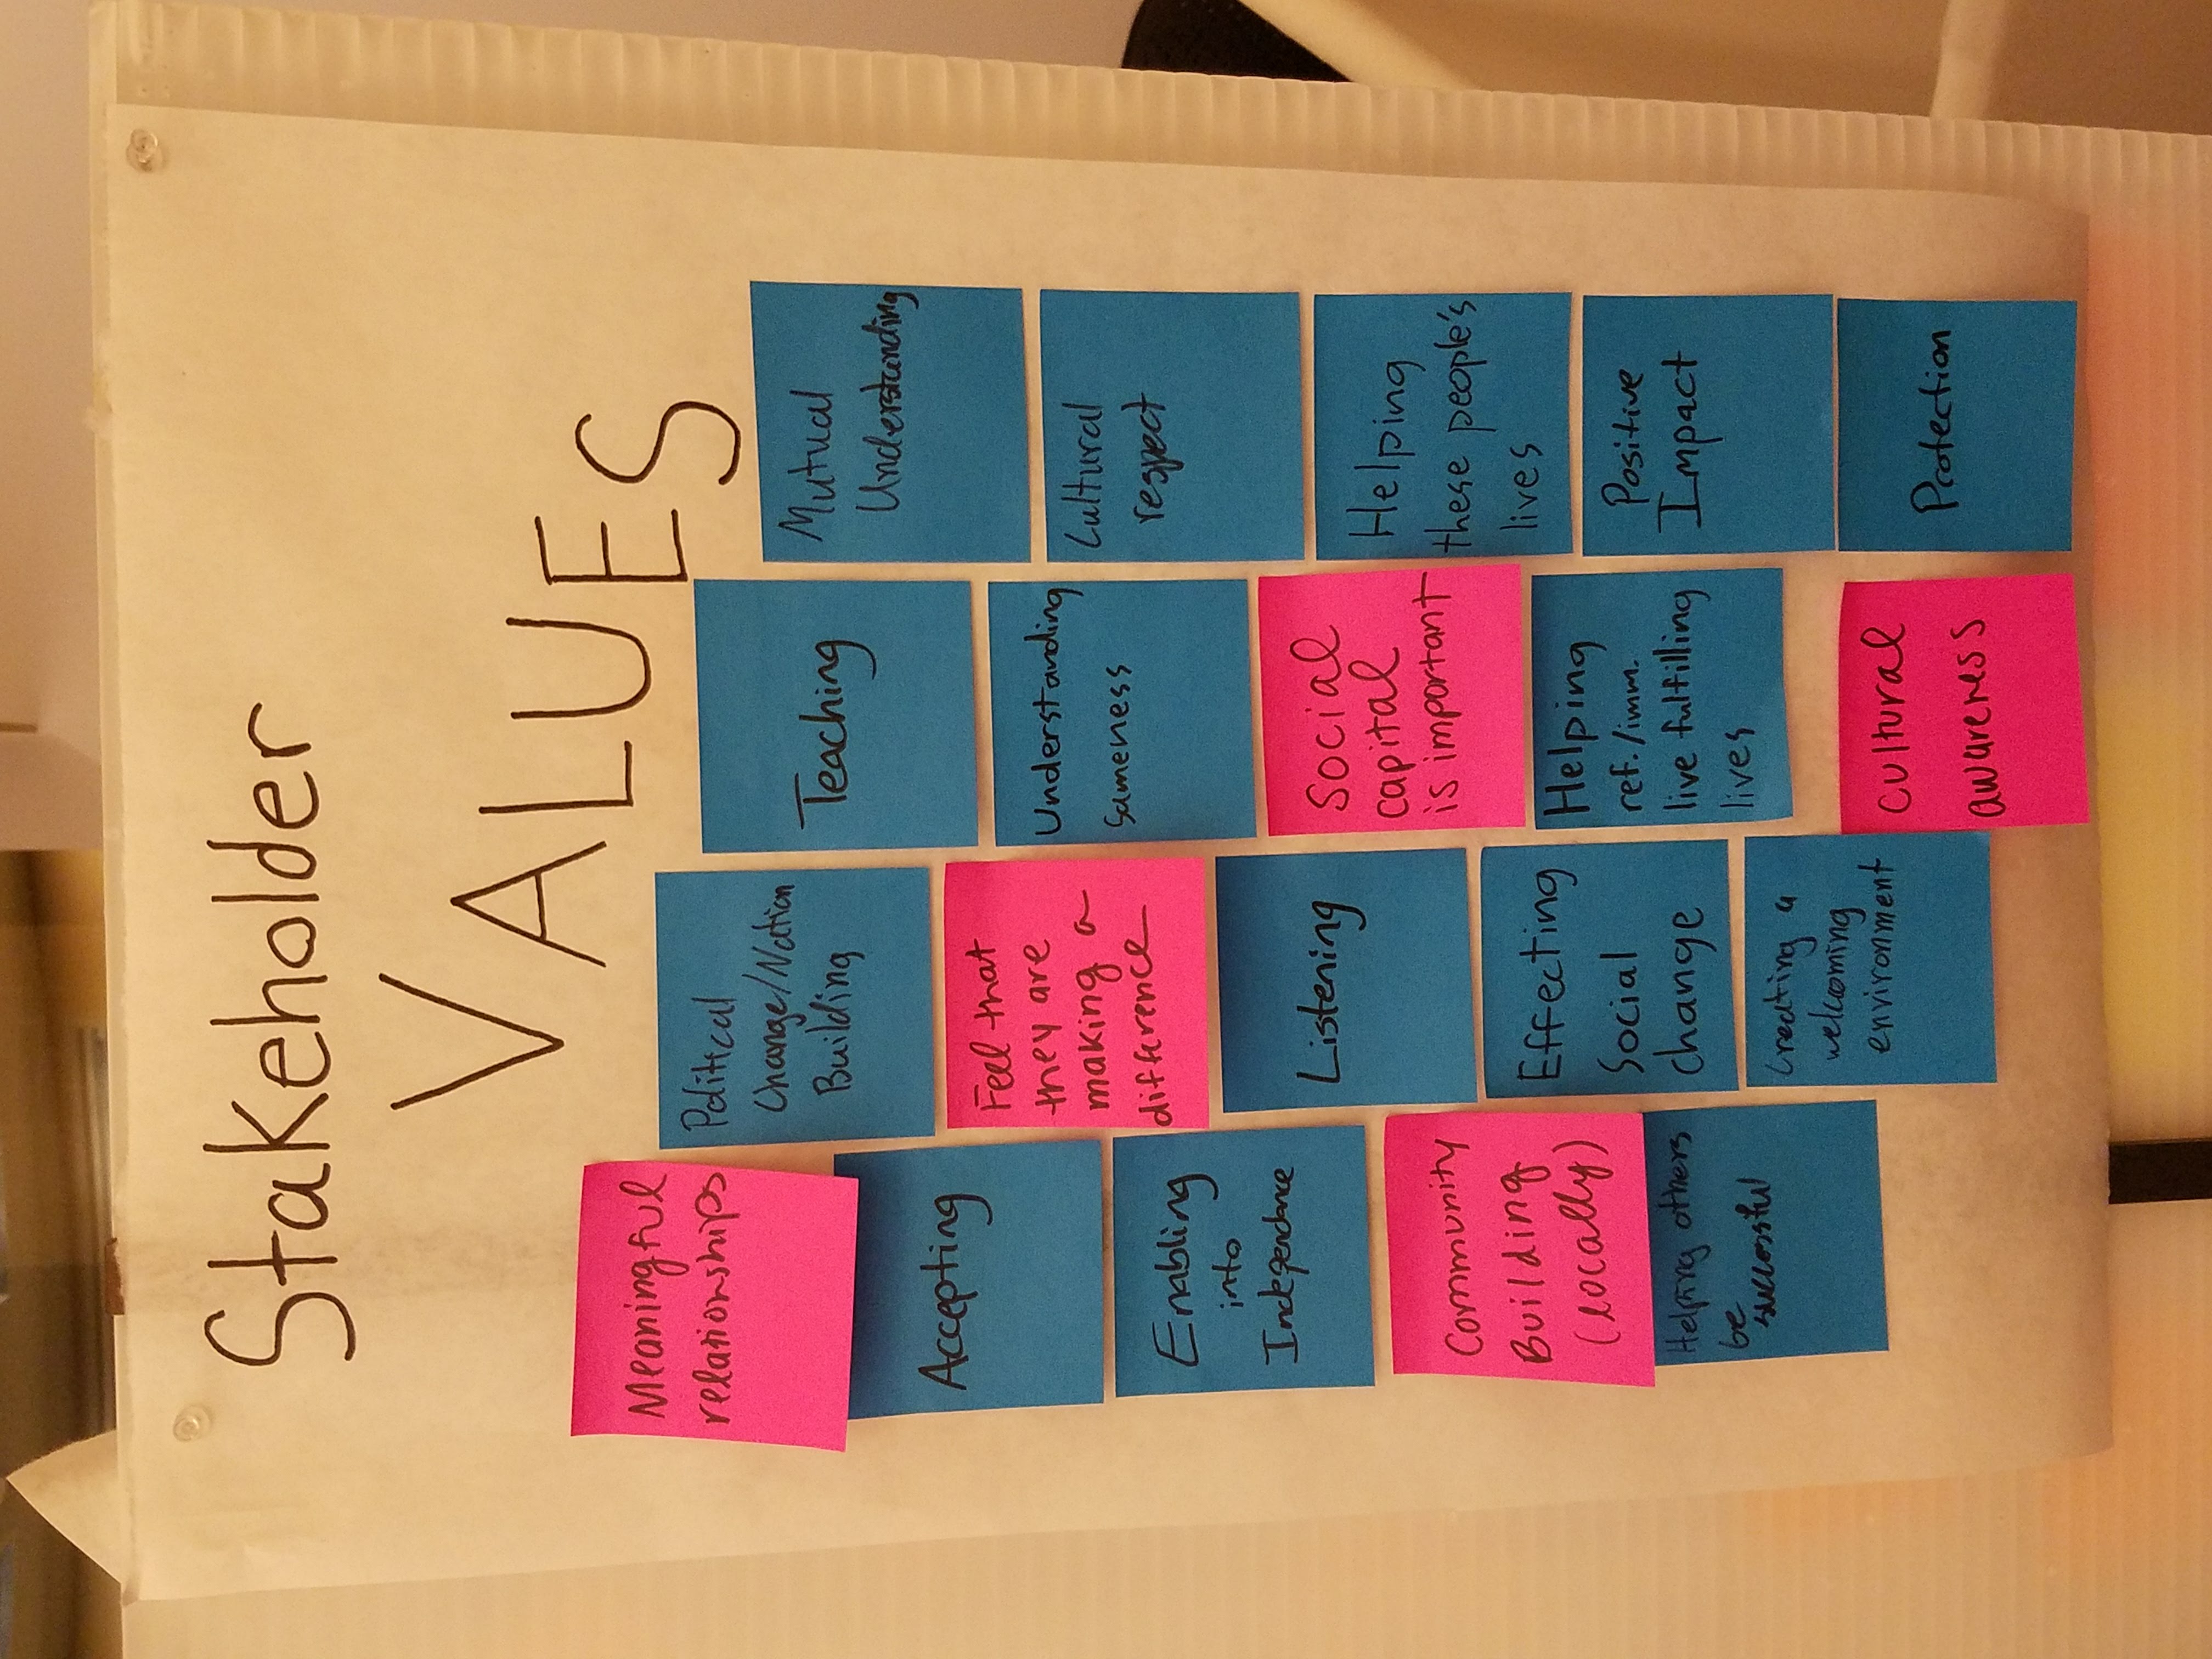 Stakeholder
VALUES
Meaningful
relationships
Accepting
Enabling
into
Independance
Community
Building
(locally)
Helping others
be
successful
Political
Change/Nation
Building
Feel that
they are
making a
difference
Listening
Effecting
Social
change
Creating a
welcoming
environment
Teaching
Understanding
Sameness
Social
capital
is important
Helping
ref./imm.
live fulfilling
lives
Cultural
awareness
Mutual
Understanding
Cultural
respect
Helping
these people's
lives
Positive
Impact
Protection